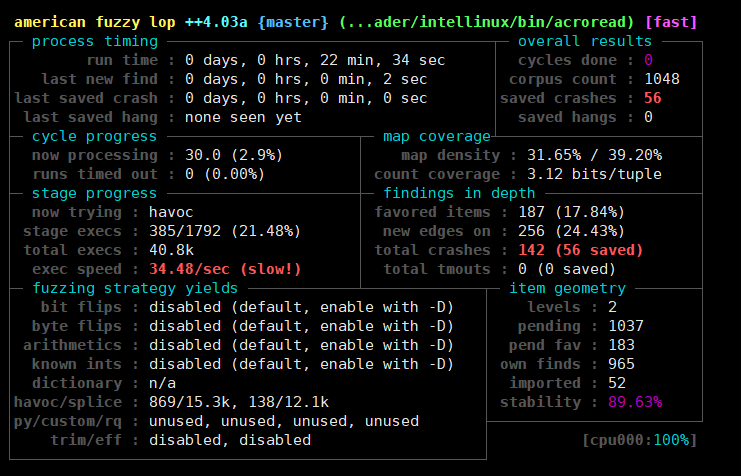 american fuzzy lop ++4.03a {master} (...ader/intellinux/bin/acroread) [fast]
process timing overall results
run time : 0 days, 0 hrs, 22 min, 34 sec cycles done : 0
last new find : 0 days, 0 hrs, 0 min, 2 sec corpus count : 1048
last saved crash : 0 days, 0 hrs, 0 min, 0 sec saved crashes : 56
last saved hang : none seen yet saved hangs : 0
cycle progress map coverage
now processing : 30.0 (2.9%) map density : 31.65% / 39.20%
runs timed out : 0 (0.00%) count coverage : 3.12 bits/tuple
stage progress findings in depth
now trying : havoc favored items : 187 (17.84%)
stage execs : 385/1792 (21.48%) new edges on : 256 (24.43%)
total execs : 40.8k total crashes : 142 (56 saved)
exec speed : 34.48/sec (slow!) total tmouts : 0 (0 saved)
fuzzing strategy yields item geometry
bit flips : disabled (default, enable with -D) levels : 2
byte flips : disabled (default, enable with -D) pending : 1037
arithmetics : disabled (default, enable with -D) pend fav : 183
known ints : disabled (default, enable with -D) own finds : 965
dictionary : n/a imported : 52
havoc/splice : 869/15.3k, 138/12.1k stability : 89.63%
py/custom/rq : unused, unused, unused, unused
trim/eff : disabled, disabled [cpu000:100%]